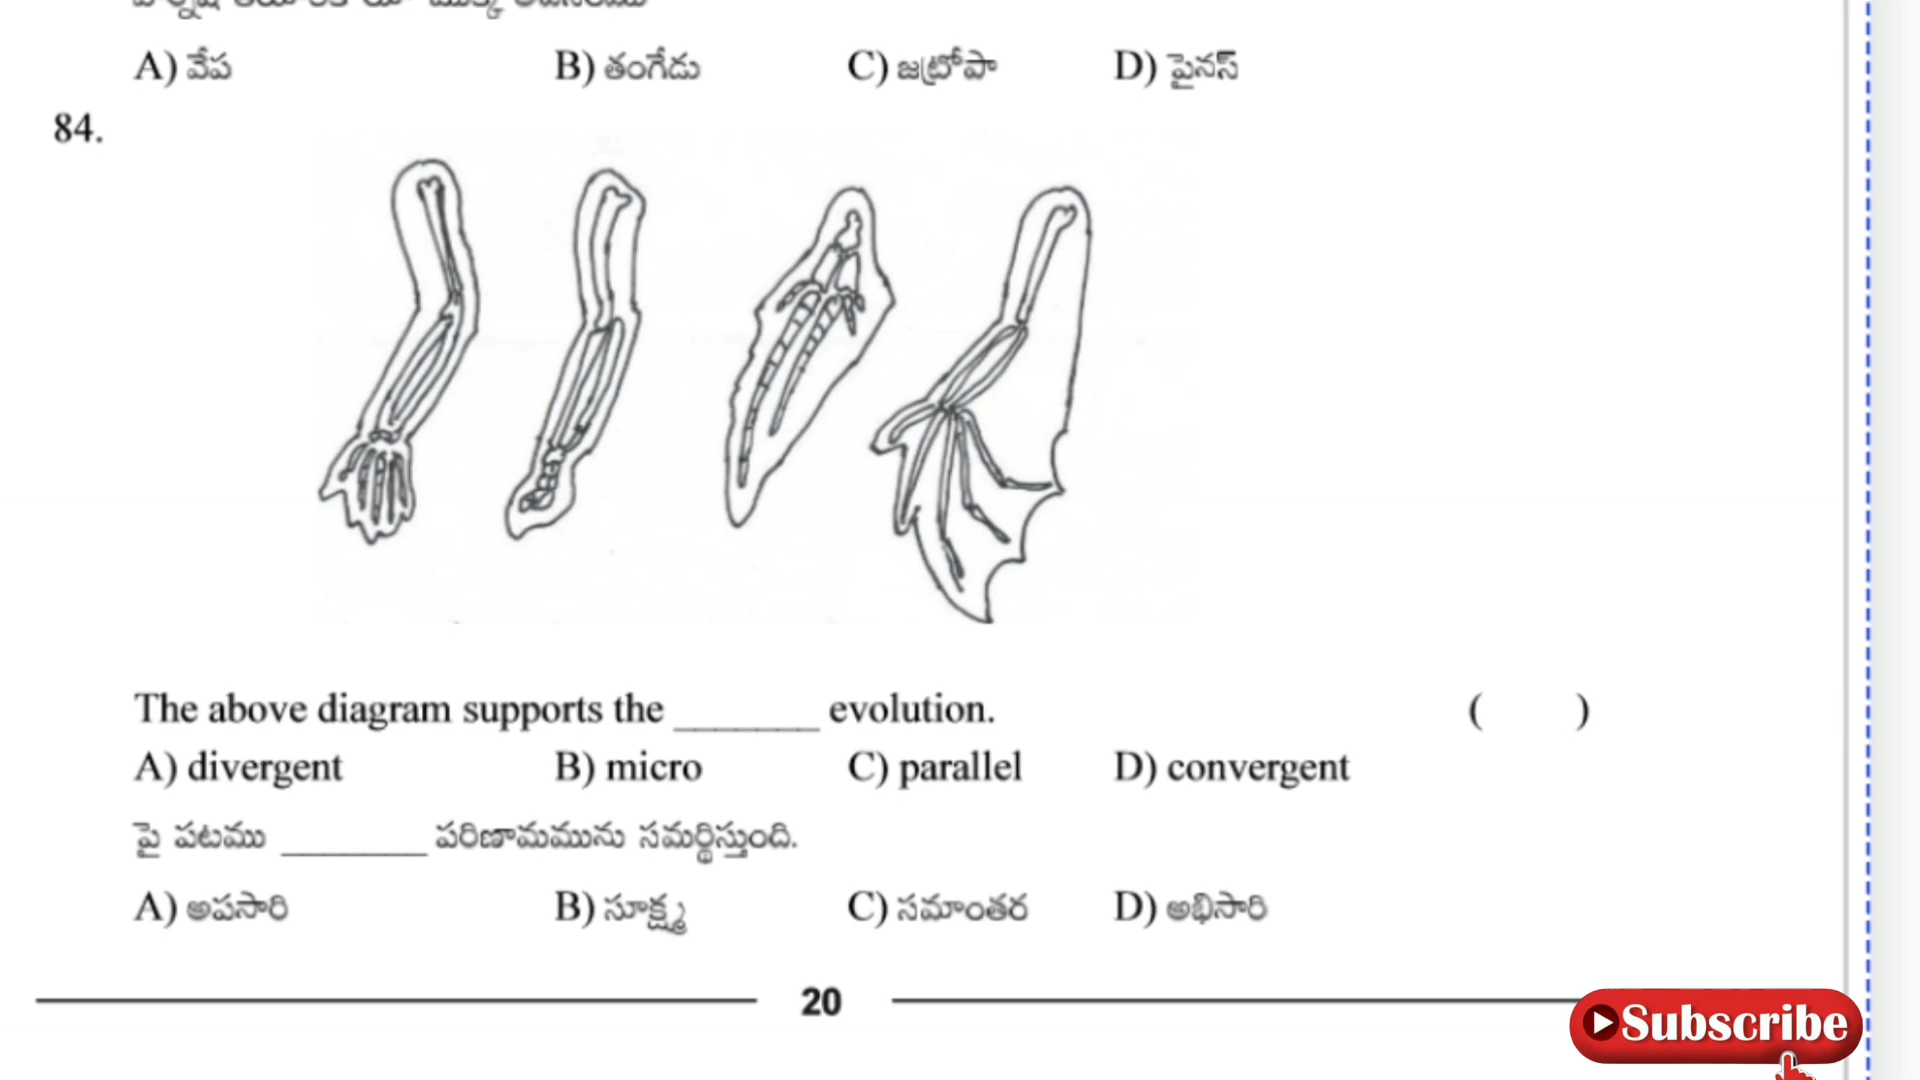 A) వేప B) తంగేడు C) జట్రోపా D) పైనస్
84.
The above diagram supports the _______ evolution. ( )
A) divergent B) micro C) parallel D) convergent
పై పటము _______ పరిణామమును సమర్థిస్తుంది.
A) అపసారి B) సూక్ష్మ C) సమాంతర D) అభిసారి
20
Subscribe